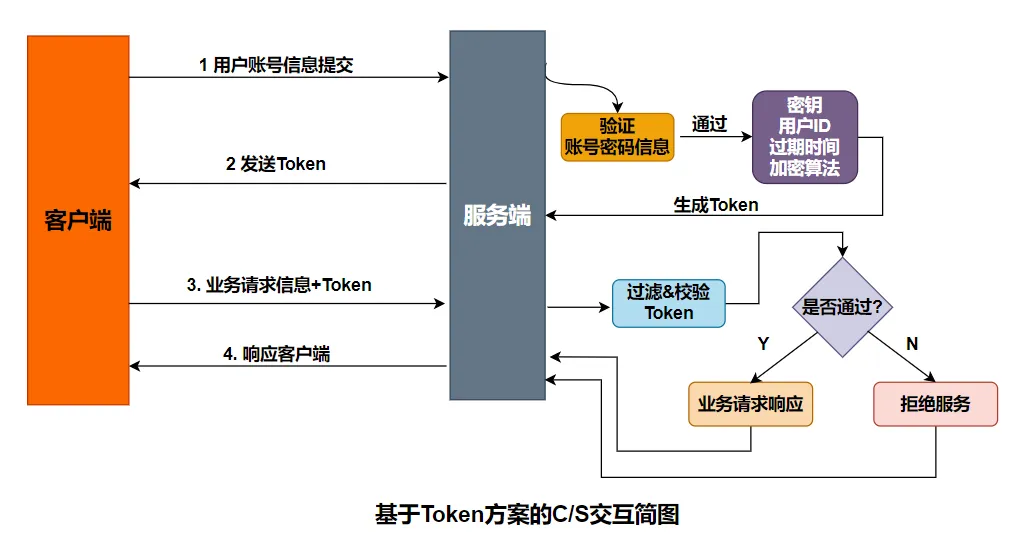 客户端
服务端
1 用户账号信息提交
验证
账号密码信息
通过
密钥
用户ID
过期时间
加密算法
2 发送Token
生成Token
3. 业务请求信息+Token
过滤&校验
Token
是否通过?
Y
N
4. 响应客户端
业务请求响应
拒绝服务
基于Token方案的C/S交互简图